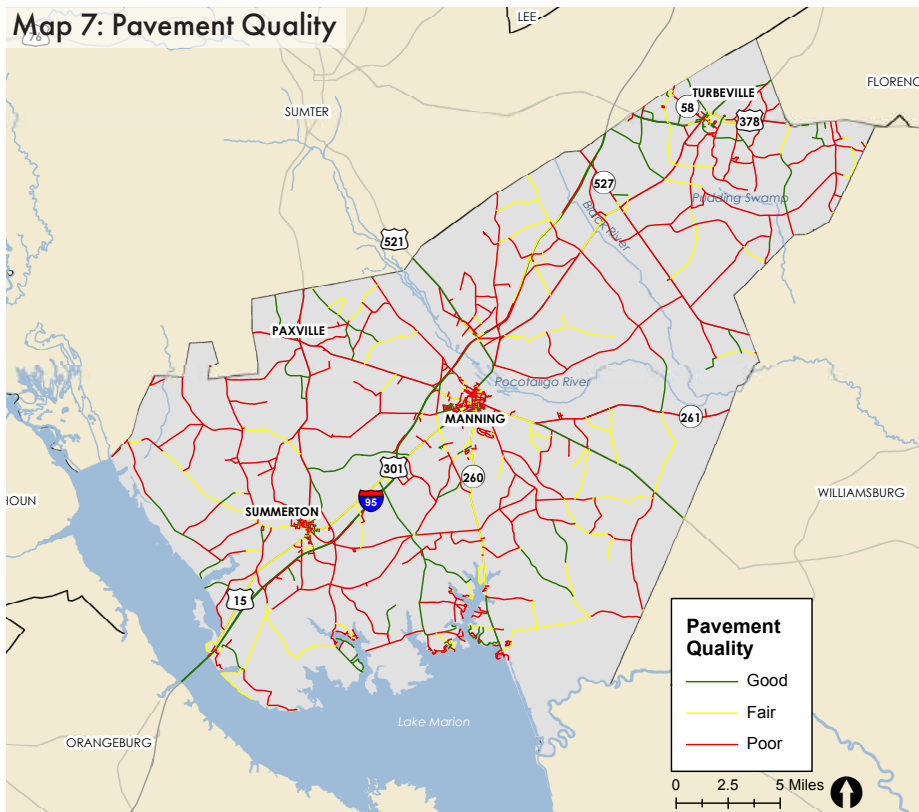 Map 7: Pavement Quality
76
LEE
FLORENC
TURBEVILLE
58
378
SUMTER
527
Pudding Swamp
Black River
521
PAXVILLE
Pocotaligo River
MANNING
261
301
260
95
HOUN
SUMMERTON
WILLIAMSBURG
15
Lake Marion
ORANGEBURG
Pavement
Quality
Good
Fair
Poor
0 2.5 5 Miles